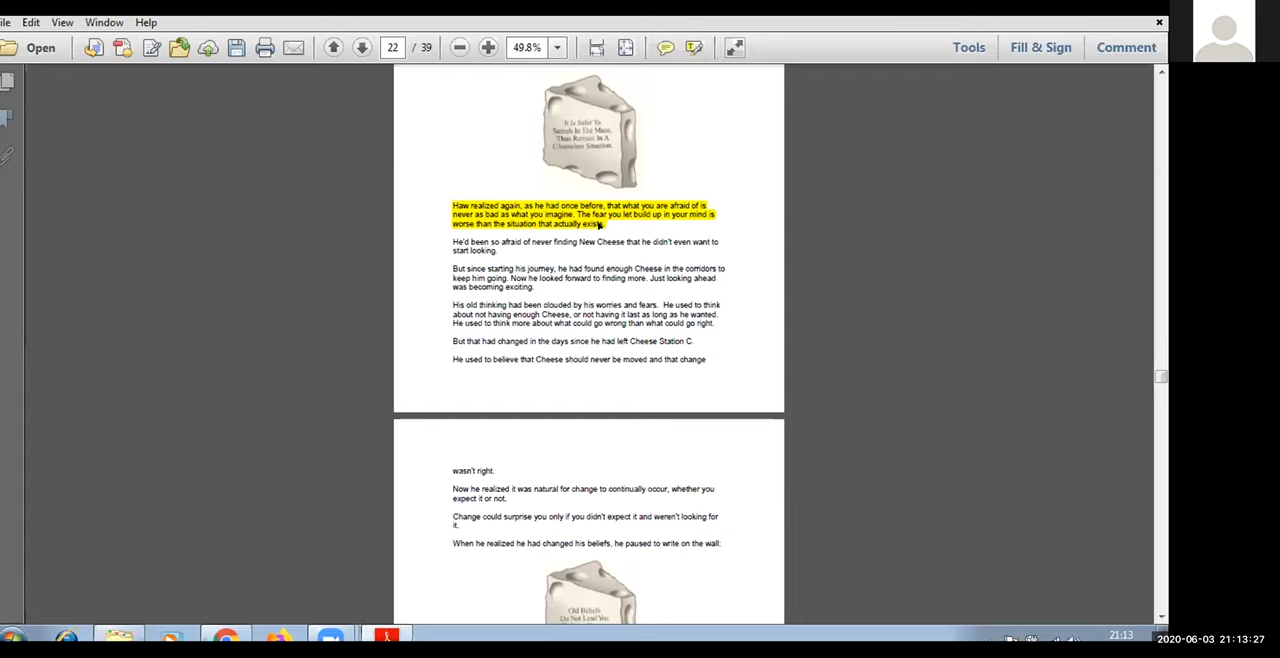 ile Edit View Window Help
Open 22 / 39 49.8% Tools Fill & Sign Comment
It Is Safer To
Search In The Maze,
Than Remain In A
Cheeseless Situation.
Haw realized again, as he had once before, that what you are afraid of is
never as bad as what you imagine. The fear you let build up in your mind is
worse than the situation that actually exists.
He'd been so afraid of never finding New Cheese that he didn't even want to
start looking.
But since starting his journey, he had found enough Cheese in the corridors to
keep him going. Now he looked forward to finding more. Just looking ahead
was becoming exciting.
His old thinking had been clouded by his worries and fears. He used to think
about not having enough Cheese, or not having it last as long as he wanted.
He used to think more about what could go wrong than what could go right.
But that had changed in the days since he had left Cheese Station C.
He used to believe that Cheese should never be moved and that change
wasn't right.
Now he realized it was natural for change to continually occur, whether you
expect it or not.
Change could surprise you only if you didn't expect it and weren't looking for
it.
When he realized he had changed his beliefs, he paused to write on the wall:
Old Beliefs
Do Not Lead You
21:13
2020-06-03 21:13:27